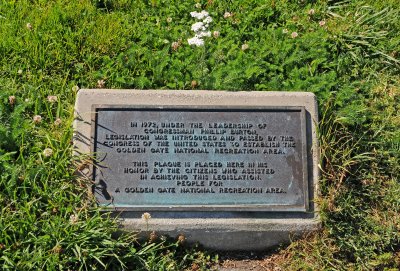 IN 1972, UNDER THE LEADERSHIP OF
CONGRESSMAN PHILLIP BURTON,
LEGISLATION WAS INTRODUCED AND PASSED BY THE
CONGRESS OF THE UNITED STATES TO ESTABLISH THE
GOLDEN GATE NATIONAL RECREATION AREA.
THIS PLAQUE IS PLACED HERE IN HIS
HONOR BY THE CITIZENS WHO ASSISTED
IN ACHIEVING THIS LEGISLATION:
PEOPLE FOR
A GOLDEN GATE NATIONAL RECREATION AREA.